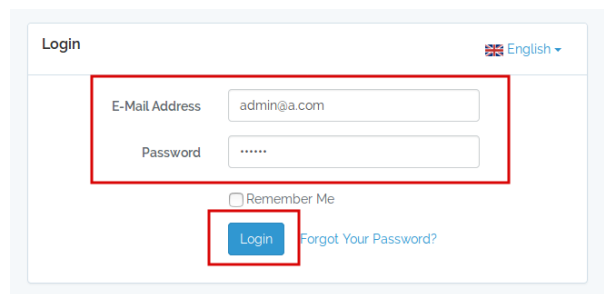 Login
English
E-Mail Address admin@a.com
Password ••••••
Remember Me
Login Forgot Your Password?